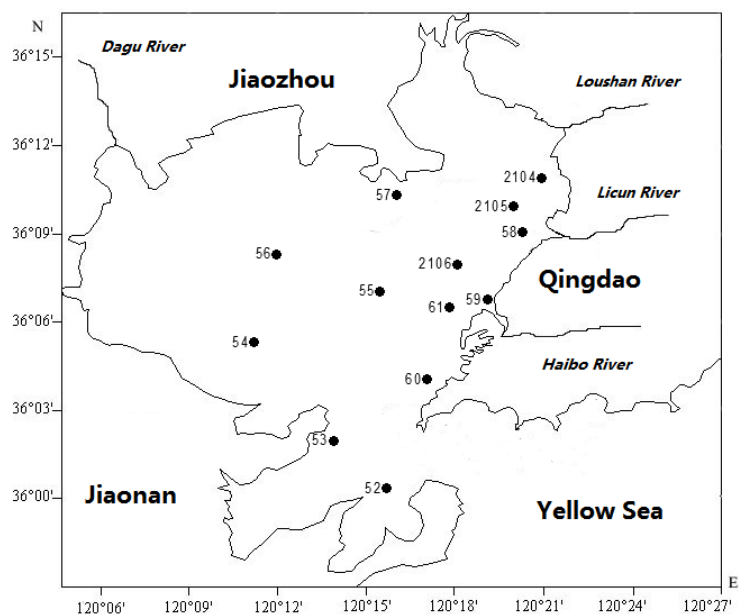 N
Dagu River
36°15'
Jiaozhou
Loushan River
36°12'
2104
57
2105
Licun River
58
36°09'
56
2106
Qingdao
55
59
61
36°06'
54
Haibo River
60
36°03'
53
Jiaonan
52
36°00'
Yellow Sea
E
120°06' 120°09' 120°12' 120°15' 120°18' 120°21' 120°24' 120°27'